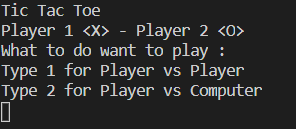 Tic Tac Toe
Player 1 <X> - Player 2 <O>
What to do want to play :
Type 1 for Player vs Player
Type 2 for Player vs Computer